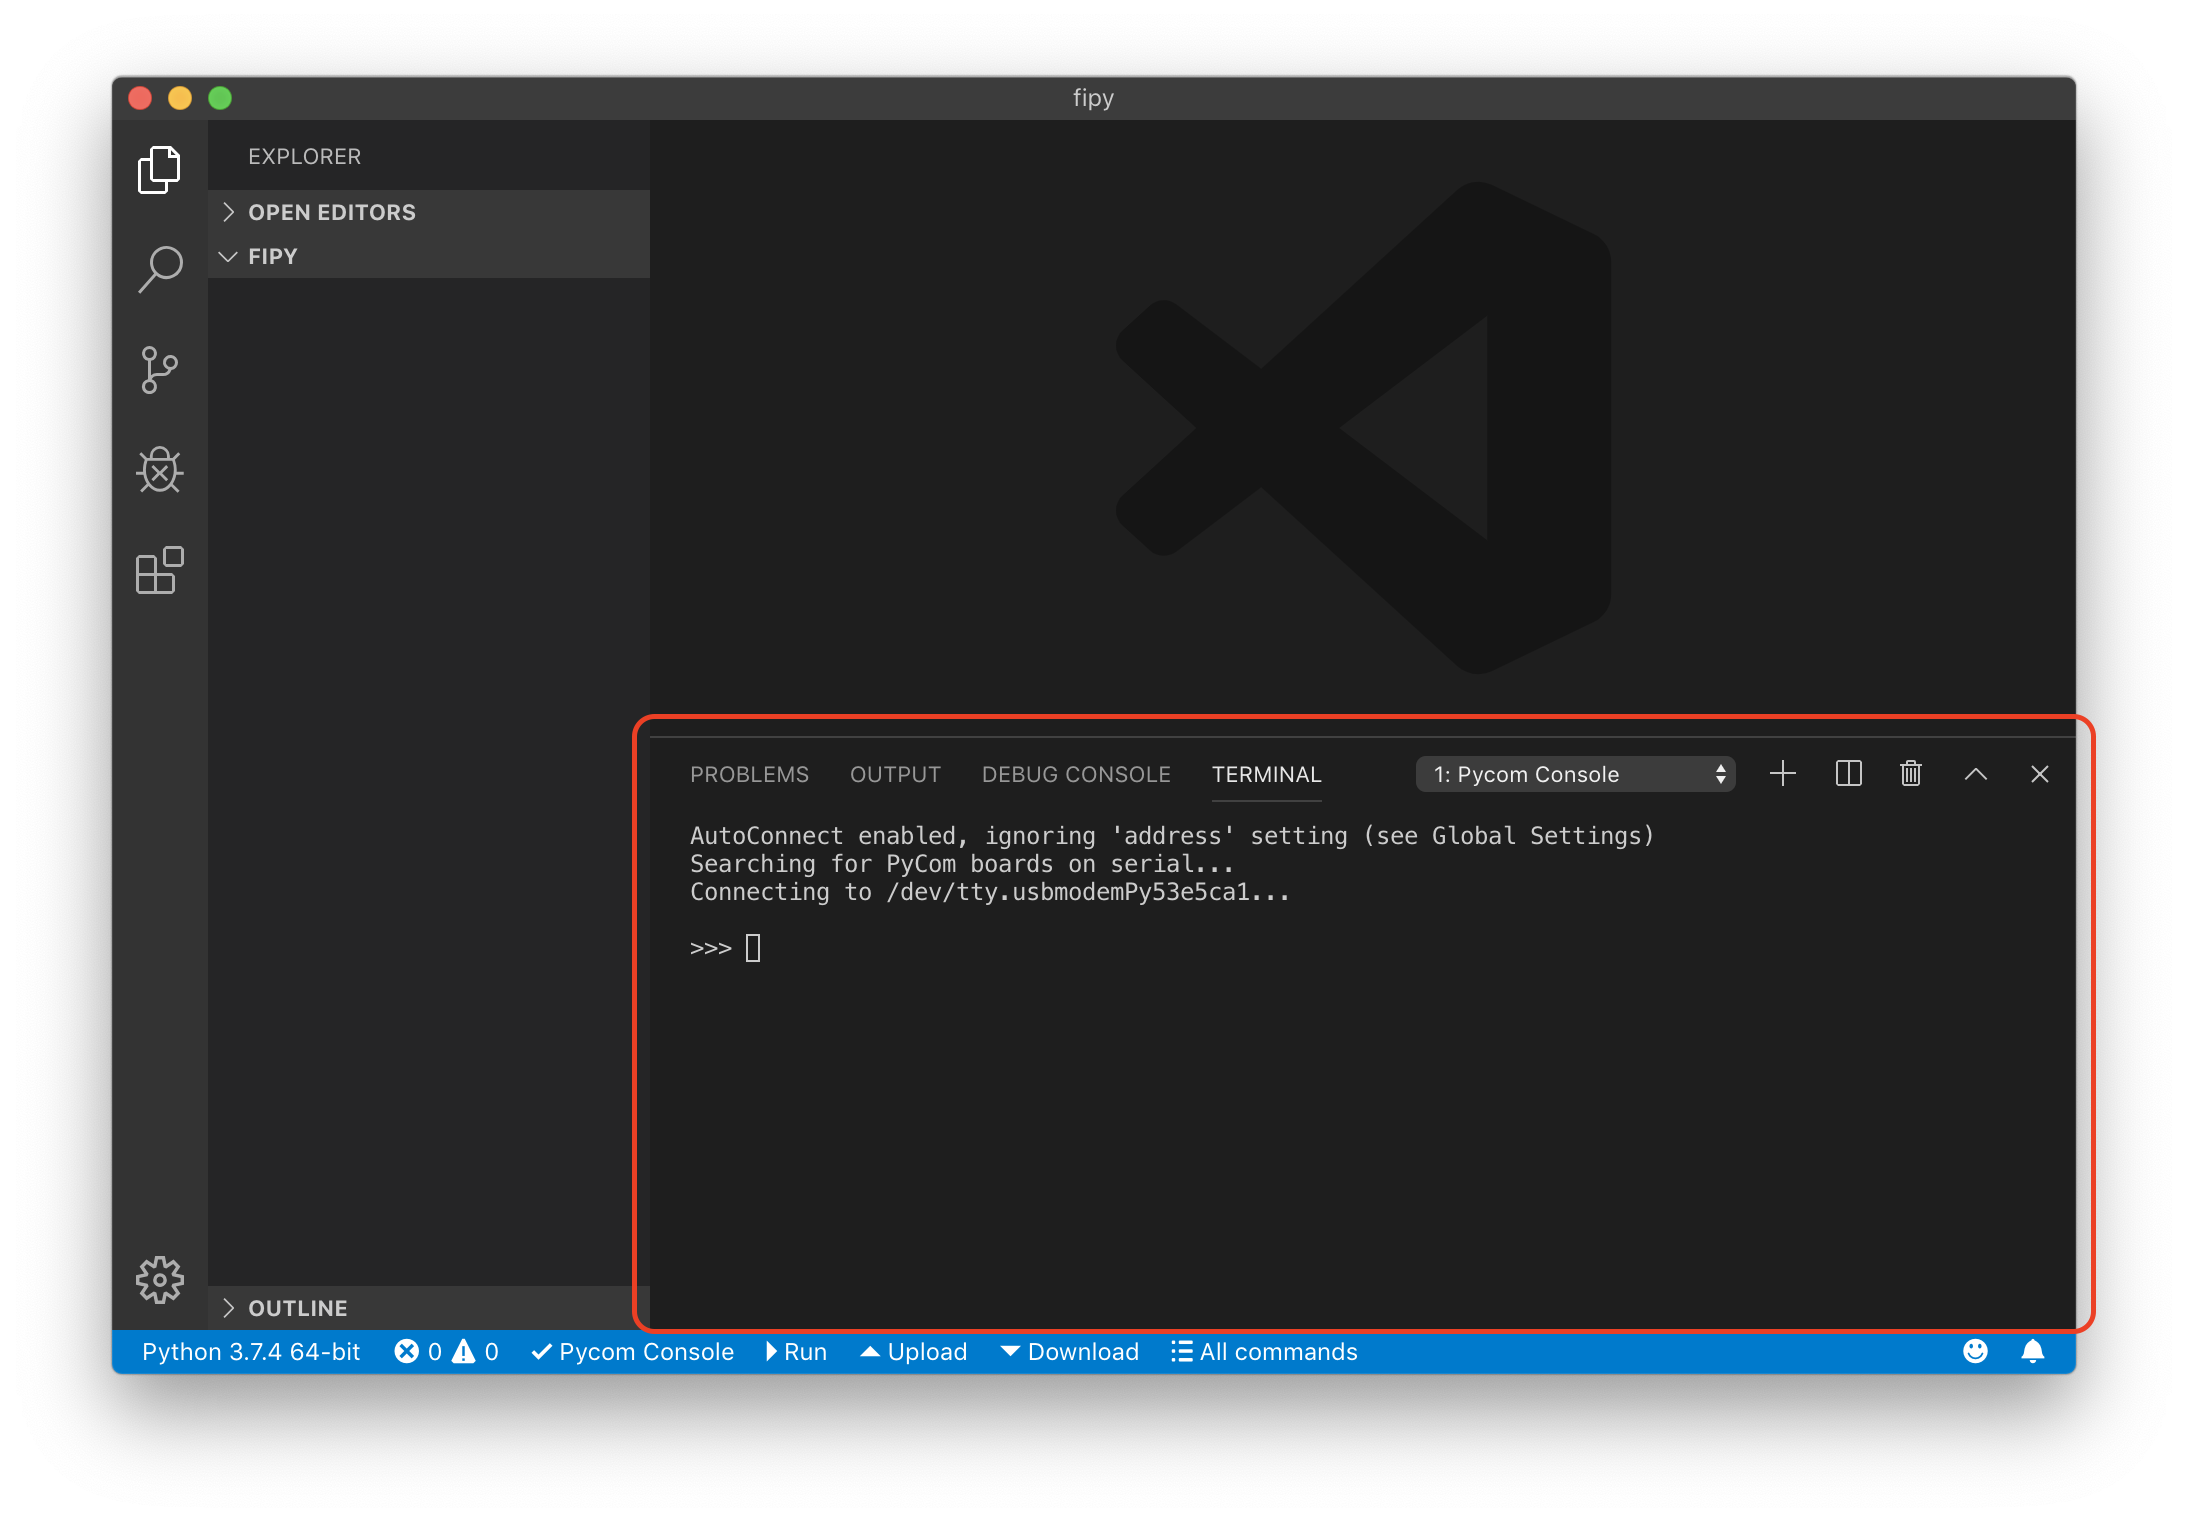 fipy
EXPLORER
OPEN EDITORS
FIPY
OUTLINE
PROBLEMS OUTPUT DEBUG CONSOLE TERMINAL 1: Pycom Console
AutoConnect enabled, ignoring 'address' setting (see Global Settings)
Searching for PyCom boards on serial...
Connecting to /dev/tty.usbmodemPy53e5ca1...
>>>
Python 3.7.4 64-bit 0 0 Pycom Console Run Upload Download All commands